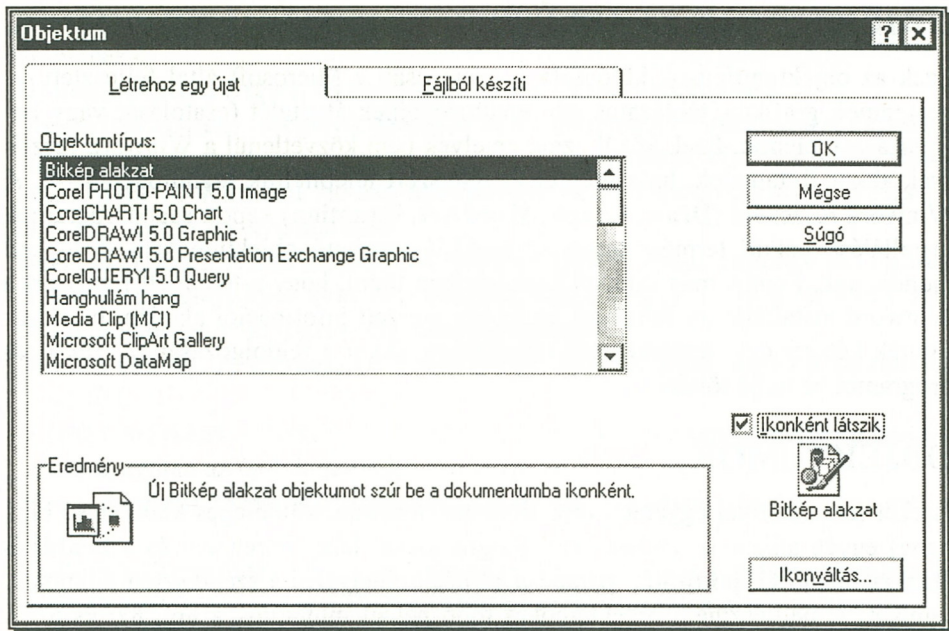 Objektum
Létrehoz egy újat
Fájlból készíti
Objektumtípus:
Bitkép alakzat
Corel PHOTO-PAINT 5.0 Image
CorelCHART! 5.0 Chart
CorelDRAW! 5.0 Graphic
CorelDRAW! 5.0 Presentation Exchange Graphic
CorelQUERY! 5.0 Query
Hanghullám hang
Media Clip (MCI)
Microsoft ClipArt Gallery
Microsoft DataMap
OK
Mégse
Súgó
Ikonként látszik
Bitkép alakzat
Ikonváltás...
Eredmény
Új Bitkép alakzat objektumot szúr be a dokumentumba ikonként.